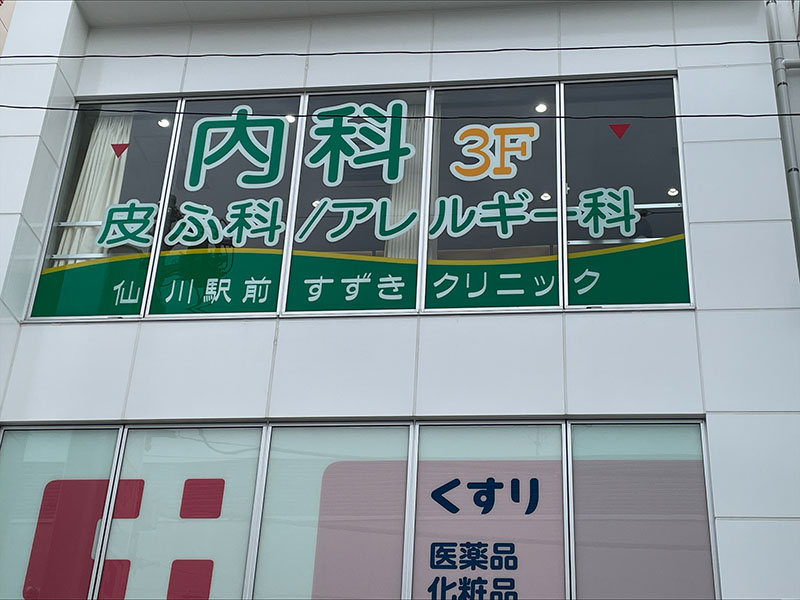 内科 3F
皮ふ科/アレルギー科
仙川駅前 すずき クリニック
くすり
医薬品
化粧品